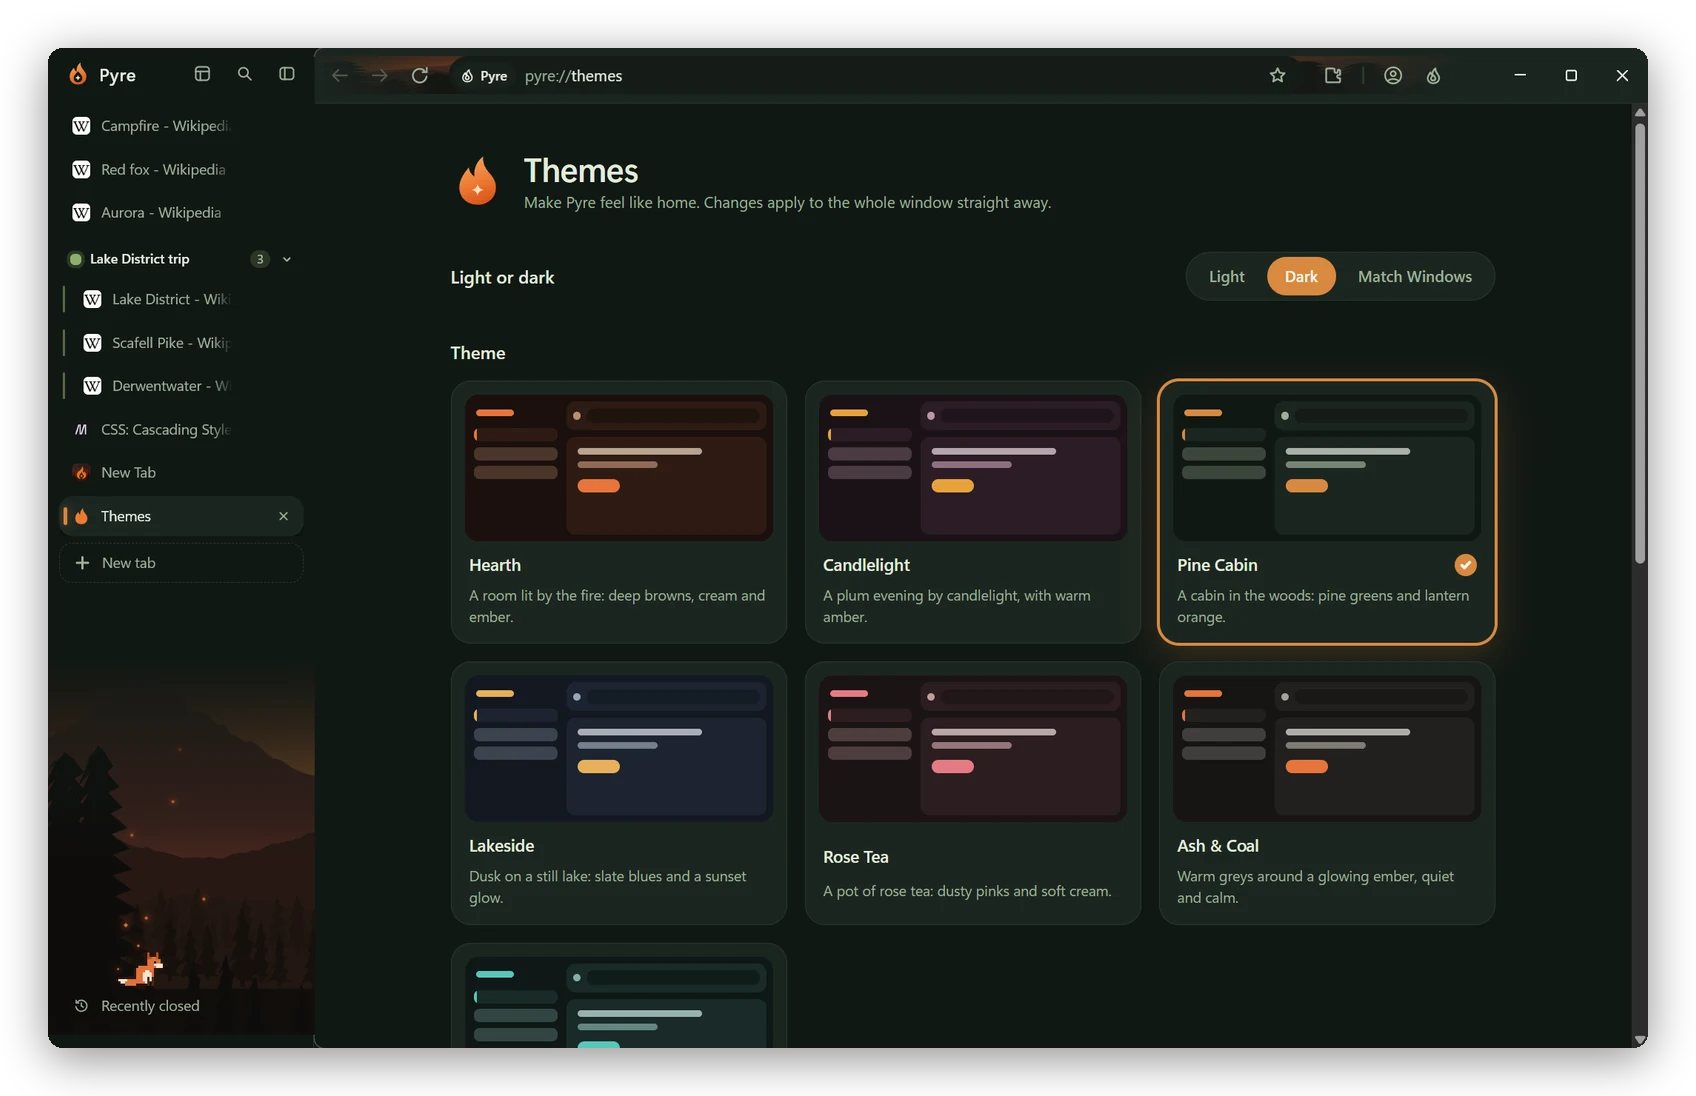 Pyre
Pyre pyre://themes
Campfire - Wikipedi
Red fox - Wikipedia
Aurora - Wikipedia
Lake District trip 3
Lake District - Wiki
Scafell Pike - Wikip
Derwentwater - W
CSS: Cascading Style
New Tab
Themes
New tab
Recently closed
Themes
Make Pyre feel like home. Changes apply to the whole window straight away.
Light or dark
Light Dark Match Windows
Theme
Hearth
A room lit by the fire: deep browns, cream and
ember.
Candlelight
A plum evening by candlelight, with warm
amber.
Pine Cabin
A cabin in the woods: pine greens and lantern
orange.
Lakeside
Dusk on a still lake: slate blues and a sunset
glow.
Rose Tea
A pot of rose tea: dusty pinks and soft cream.
Ash & Coal
Warm greys around a glowing ember, quiet
and calm.